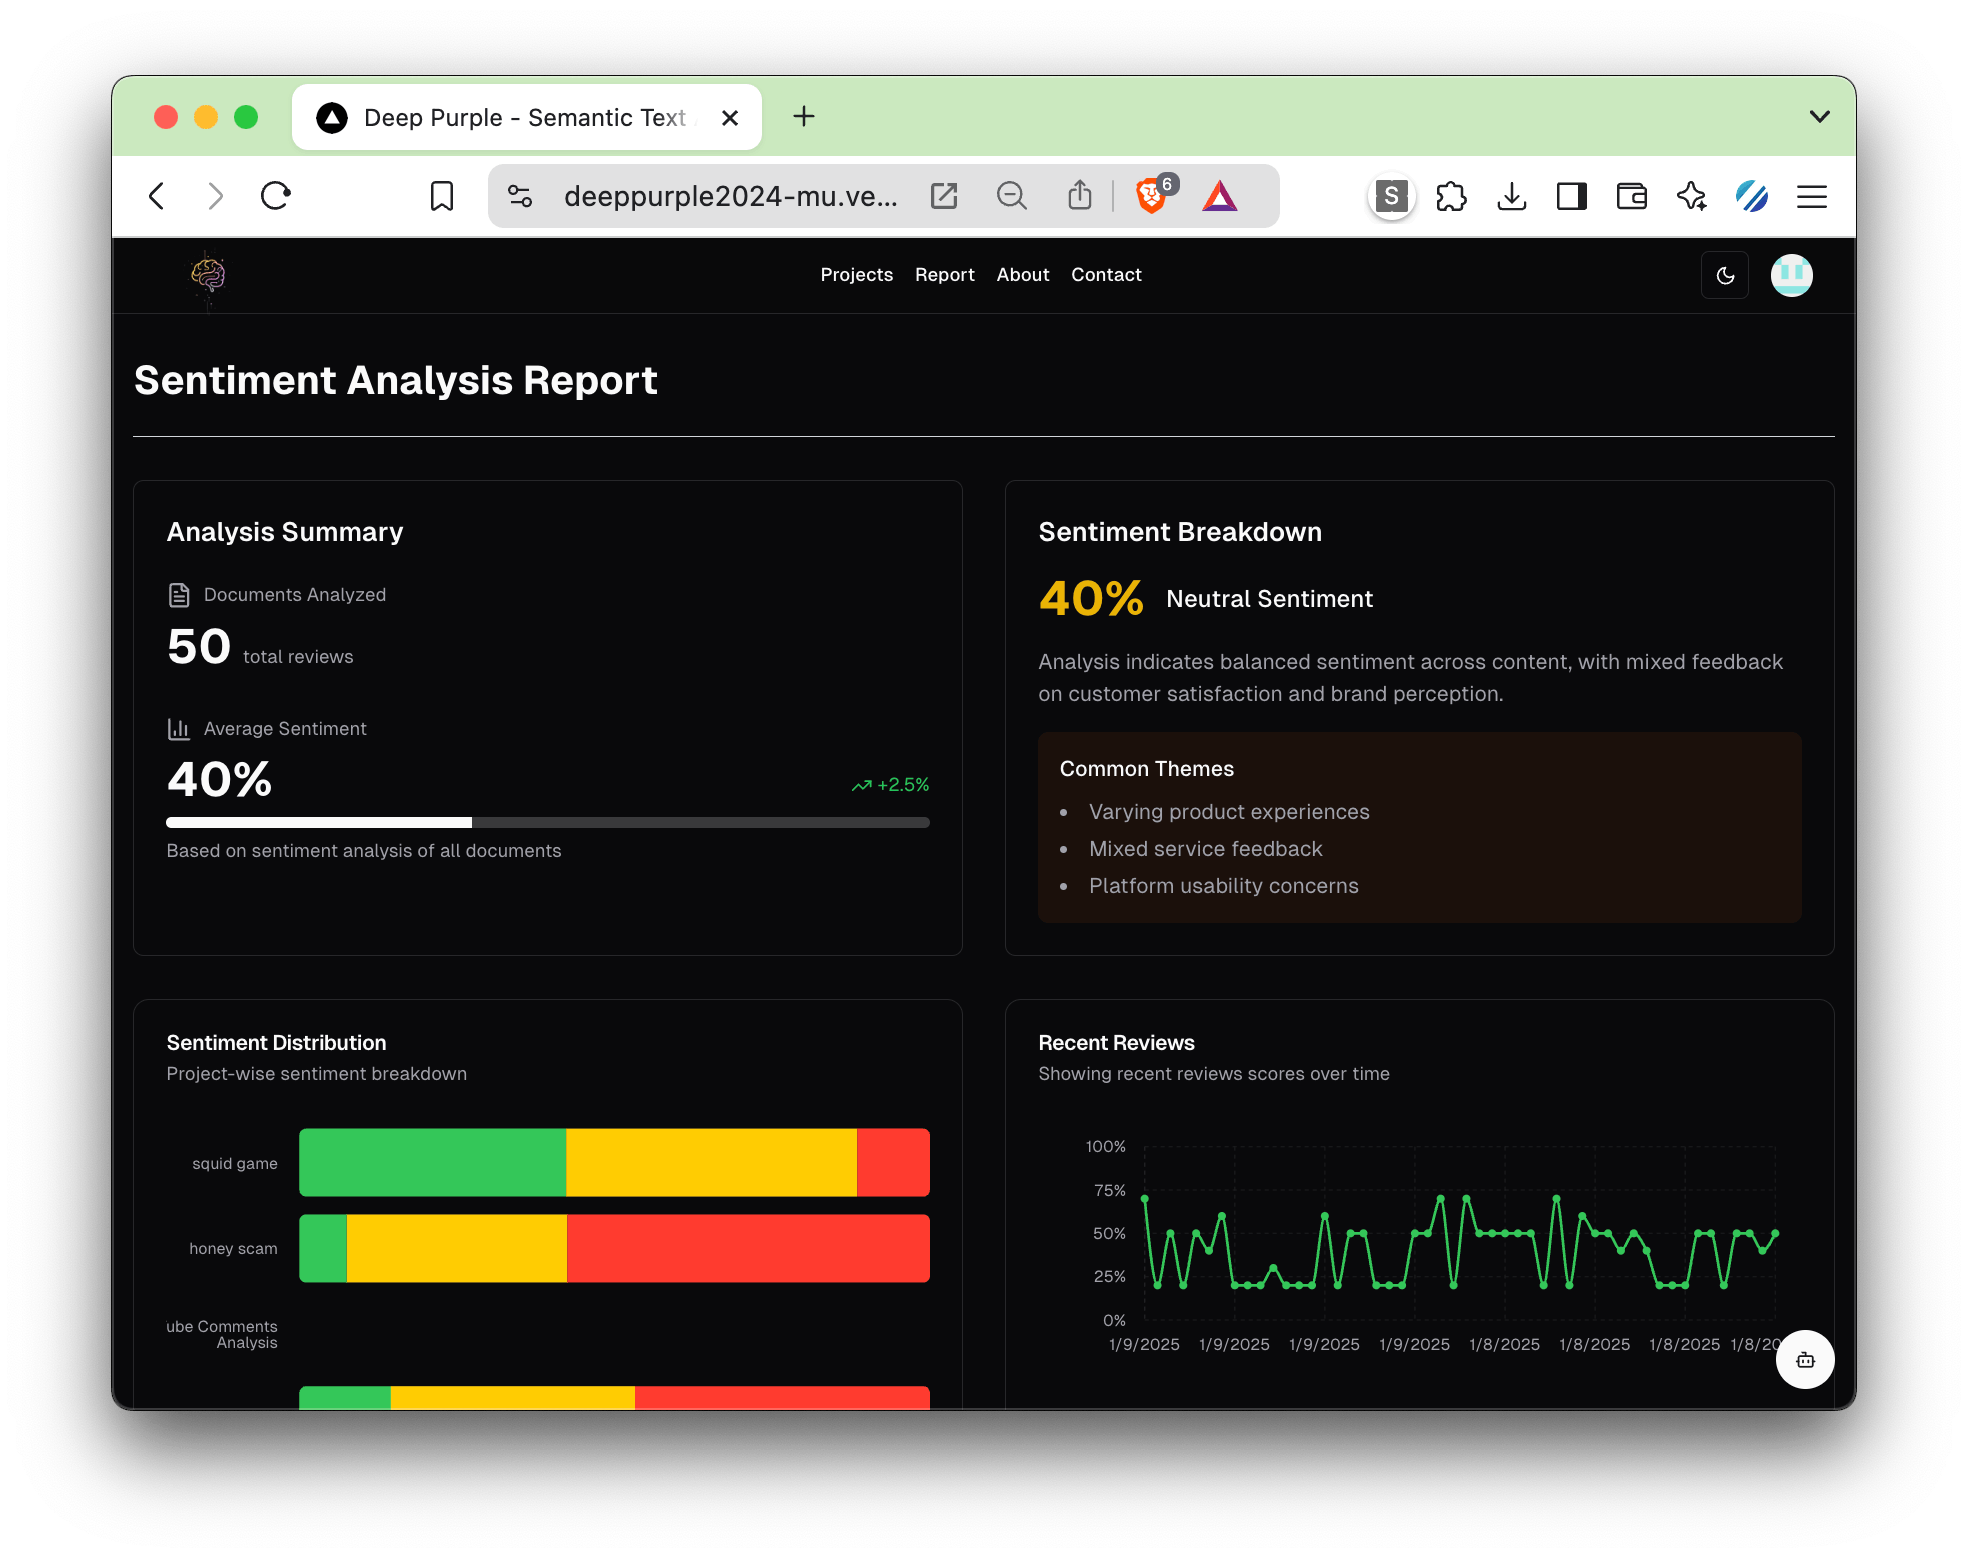 Deep Purple - Semantic Text
deeppurple2024-mu.ve...
6
S
Projects Report About Contact
Sentiment Analysis Report
Analysis Summary
Documents Analyzed
50 total reviews
Average Sentiment
40%
+2.5%
Based on sentiment analysis of all documents
Sentiment Breakdown
40% Neutral Sentiment
Analysis indicates balanced sentiment across content, with mixed feedback
on customer satisfaction and brand perception.
Common Themes
Varying product experiences
Mixed service feedback
Platform usability concerns
Sentiment Distribution
Project-wise sentiment breakdown
squid game
honey scam
ube Comments
Analysis
Recent Reviews
Showing recent reviews scores over time
100%
75%
50%
25%
0%
1/9/2025 1/9/2025 1/9/2025 1/9/2025 1/8/2025 1/8/2025 1/8/2025 1/8/20